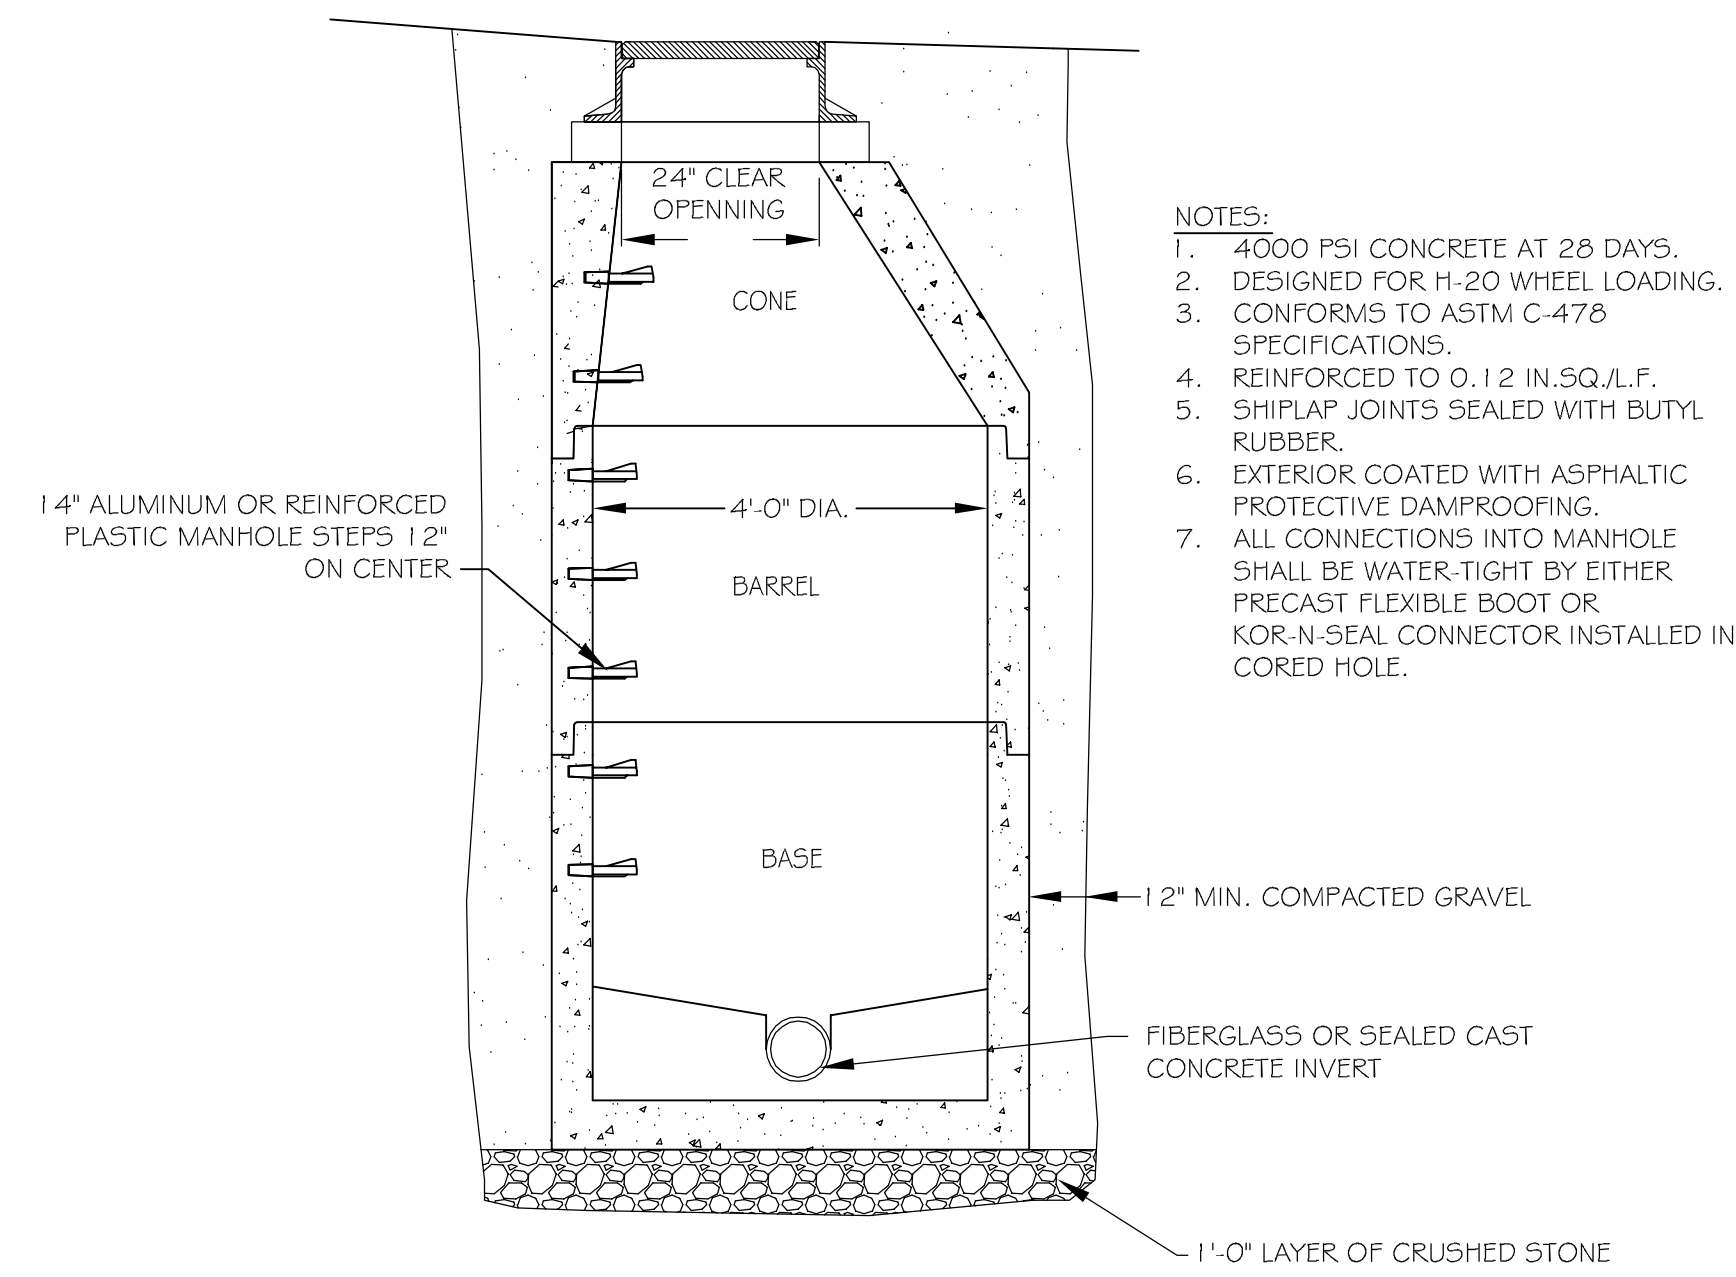 24" CLEAR
OPENNING
CONE
4'-0" DIA.
BARREL
BASE
14" ALUMINUM OR REINFORCED
PLASTIC MANHOLE STEPS 12"
ON CENTER
NOTES:
1. 4000 PSI CONCRETE AT 28 DAYS.
2. DESIGNED FOR H-20 WHEEL LOADING.
3. CONFORMS TO ASTM C-478
SPECIFICATIONS.
4. REINFORCED TO 0.12 IN.SQ./L.F.
5. SHIPLAP JOINTS SEALED WITH BUTYL
RUBBER.
6. EXTERIOR COATED WITH ASPHALTIC
PROTECTIVE DAMPROOFING.
7. ALL CONNECTIONS INTO MANHOLE
SHALL BE WATER-TIGHT BY EITHER
PRECAST FLEXIBLE BOOT OR
KOR-N-SEAL CONNECTOR INSTALLED IN
CORED HOLE.
12" MIN. COMPACTED GRAVEL
FIBERGLASS OR SEALED CAST
CONCRETE INVERT
1'-0" LAYER OF CRUSHED STONE